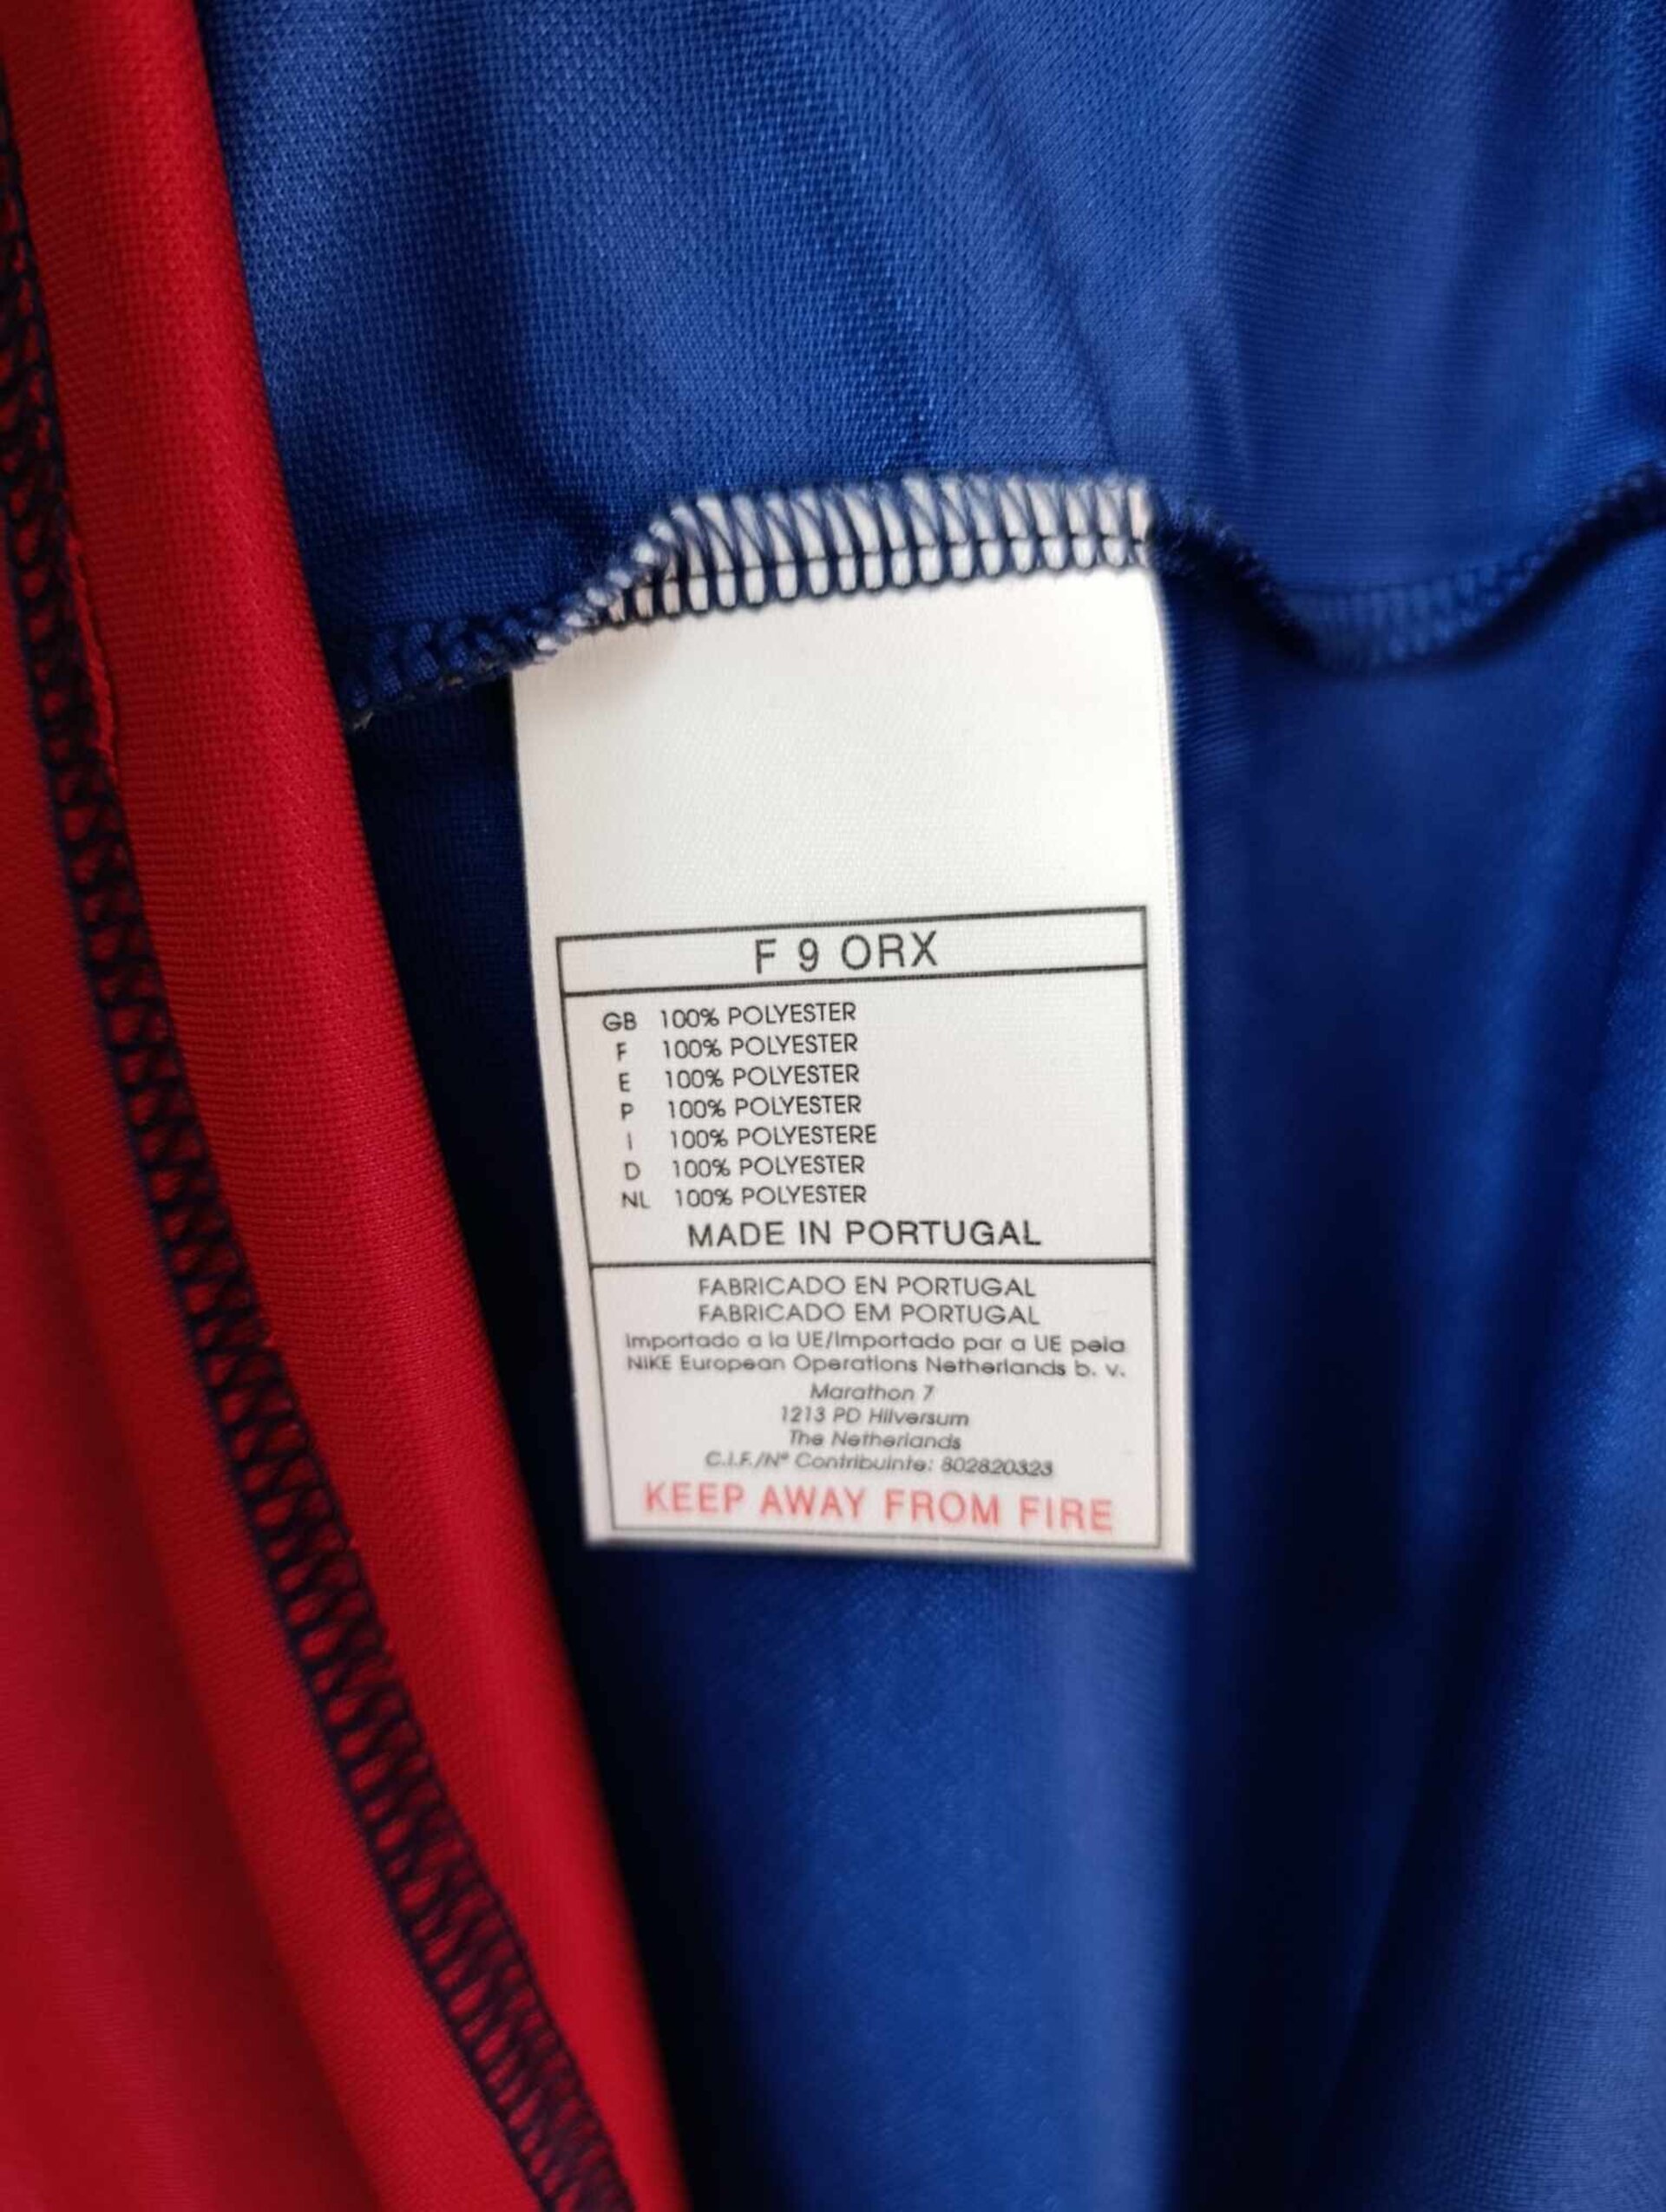 F 9 ORX
GB 100% POLYESTER
F 100% POLYESTER
E 100% POLYESTER
P 100% POLYESTER
I 100% POLYESTERE
D 100% POLYESTER
NL 100% POLYESTER
MADE IN PORTUGAL
FABRICADO EN PORTUGAL
FABRICADO EM PORTUGAL
Importado a la UE/Importado par a UE pela
NIKE European Operations Netherlands b. v.
Marathon 7
1213 PD Hilversum
The Netherlands
C.I.F./Nº Contribuinte: 802820323
KEEP AWAY FROM FIRE